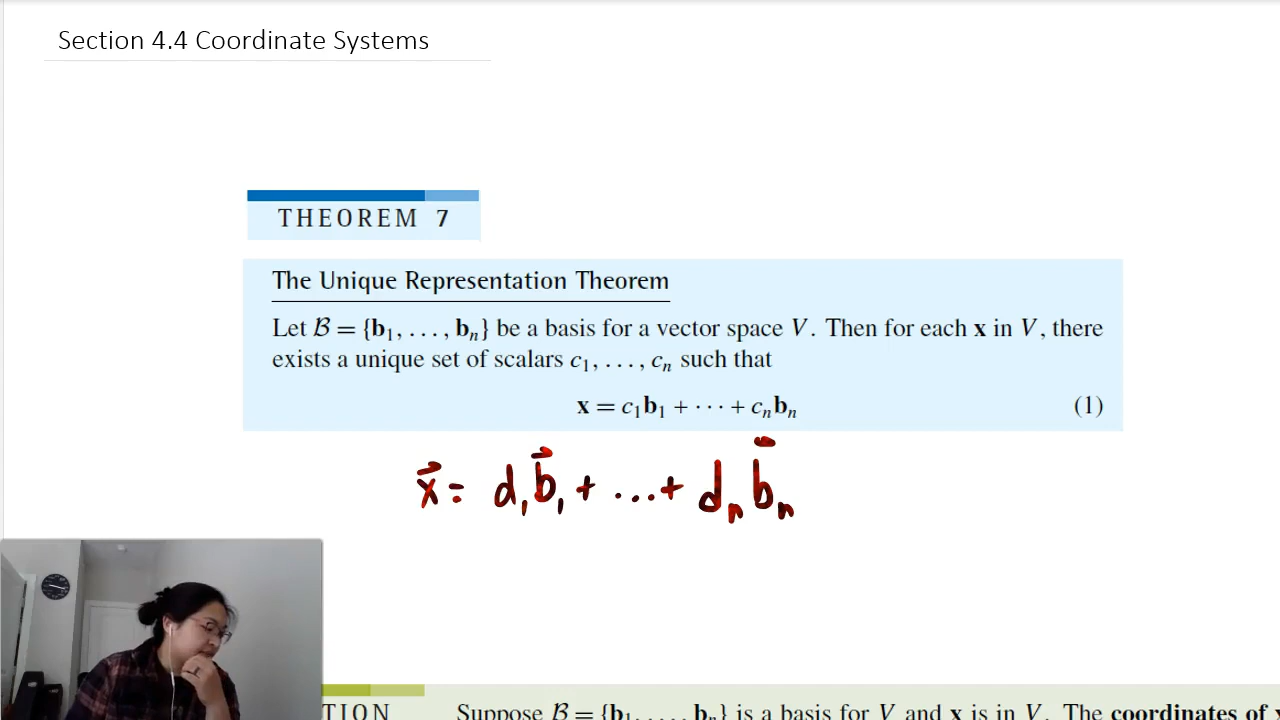 Section 4.4 Coordinate Systems
THEOREM 7
The Unique Representation Theorem
Let ℬ = {b₁, . . . , bₙ} be a basis for a vector space V. Then for each x in V, there
exists a unique set of scalars c₁, . . . , cₙ such that
x = c₁b₁ + · · · + cₙbₙ (1)
x⃗ = d₁b⃗₁ + ... + dₙb⃗ₙ
TION
Suppose ℬ = {b₁, . . . , bₙ} is a basis for V and x is in V. The coordinates of